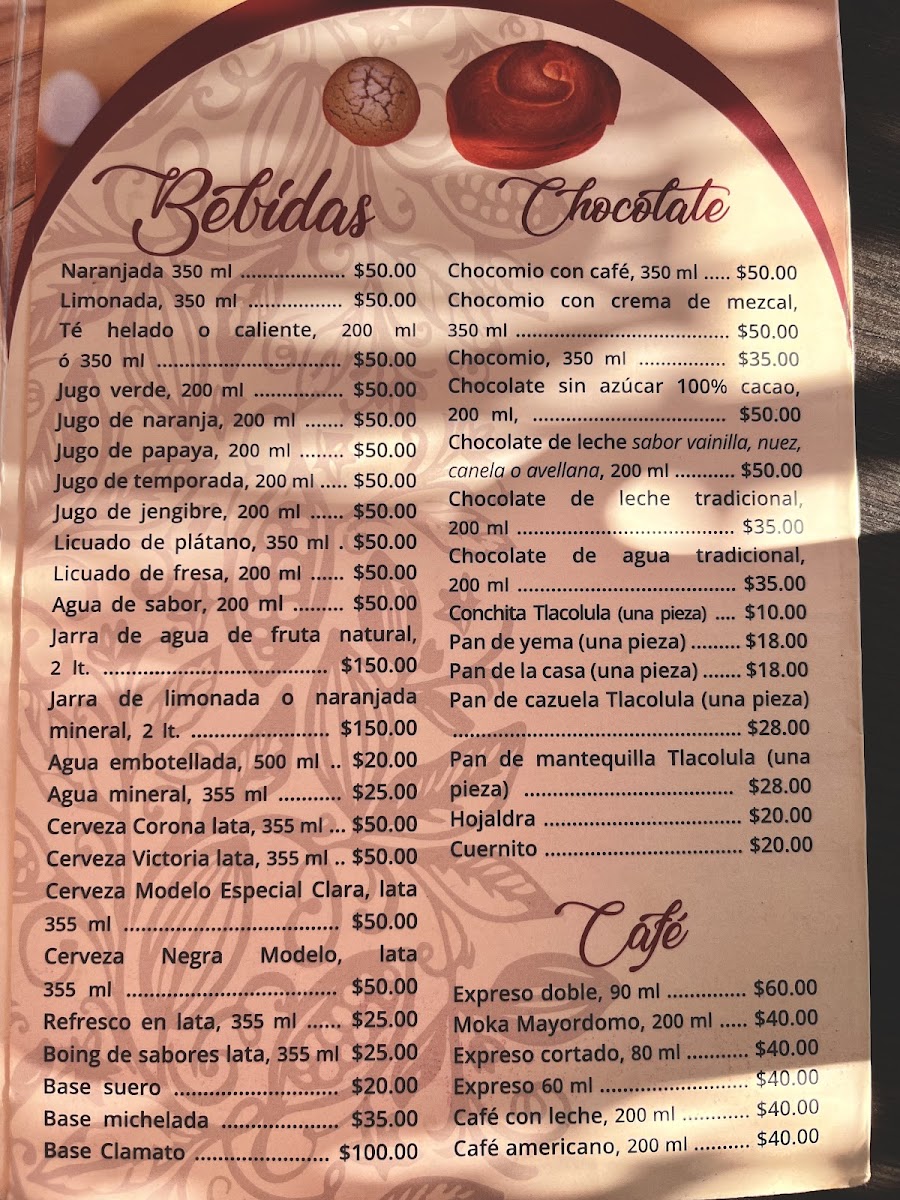 Bebidas
Naranjada 350 ml .................. $50.00
Limonada, 350 ml ................ $50.00
Té helado o caliente, 200 ml
ó 350 ml ............................... $50.00
Jugo verde, 200 ml ................ $50.00
Jugo de naranja, 200 ml ....... $50.00
Jugo de papaya, 200 ml ........ $50.00
Jugo de temporada, 200 ml ..... $50.00
Jugo de jengibre, 200 ml ...... $50.00
Licuado de plátano, 350 ml . $50.00
Licuado de fresa, 200 ml ...... $50.00
Agua de sabor, 200 ml ......... $50.00
Jarra de agua de fruta natural,
2 lt. ...................................... $150.00
Jarra de limonada o naranjada
mineral, 2 lt. ........................ $150.00
Agua embotellada, 500 ml .. $20.00
Agua mineral, 355 ml ........... $25.00
Cerveza Corona lata, 355 ml ... $50.00
Cerveza Victoria lata, 355 ml .. $50.00
Cerveza Modelo Especial Clara, lata
355 ml .................................... $50.00
Cerveza Negra Modelo, lata
355 ml .................................... $50.00
Refresco en lata, 355 ml ...... $25.00
Boing de sabores lata, 355 ml $25.00
Base suero ............................ $20.00
Base michelada .................... $35.00
Base Clamato ....................... $100.00
Chocolate
Chocomio con café, 350 ml ..... $50.00
Chocomio con crema de mezcal,
350 ml .................................... $50.00
Chocomio, 350 ml ............... $35.00
Chocolate sin azúcar 100% cacao,
200 ml, ................................. $50.00
Chocolate de leche sabor vainilla, nuez,
canela o avellana, 200 ml .......... $50.00
Chocolate de leche tradicional,
200 ml ...................................... $35.00
Chocolate de agua tradicional,
200 ml ..................................... $35.00
Conchita Tlacolula (una pieza) .... $10.00
Pan de yema (una pieza) ......... $18.00
Pan de la casa (una pieza) ....... $18.00
Pan de cazuela Tlacolula (una pieza)
................................................. $28.00
Pan de mantequilla Tlacolula (una
pieza) .................................... $28.00
Hojaldra .................................. $20.00
Cuernito .................................. $20.00
Café
Expreso doble, 90 ml .............. $60.00
Moka Mayordomo, 200 ml ..... $40.00
Expreso cortado, 80 ml ........... $40.00
Expreso 60 ml ......................... $40.00
Café con leche, 200 ml ............ $40.00
Café americano, 200 ml .......... $40.00